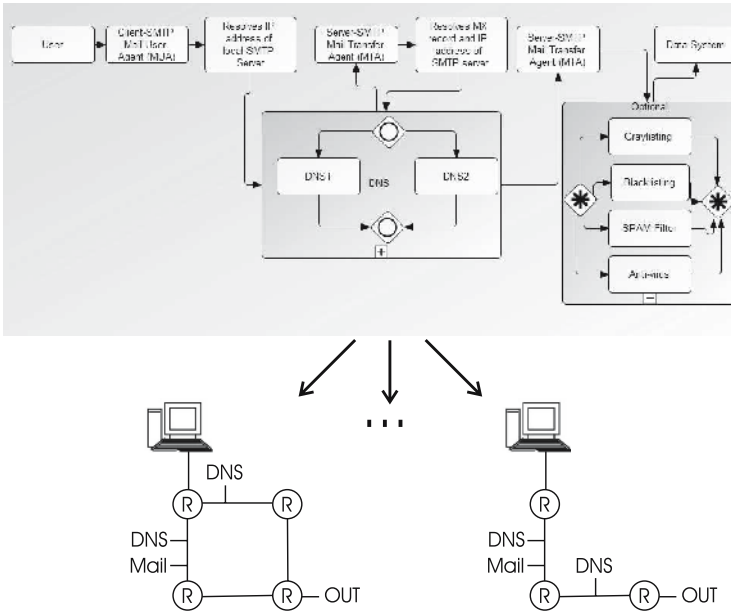 User
Client-SMTP
Mail User
Agent (MUA)
Resolves IP
address of
local SMTP
Server
Server-SMTP
Mail Transfer
Agent (MTA)
Resolves MX
record and IP
address of
SMTP server
Server-SMTP
Mail Transfer
Agent (MTA)
Data System
Optional
Graylisting
Blacklisting
SPAM Filter
Anti-virus
DNS1
DNS
DNS2
...
DNS
R
R
DNS
Mail
R
R
OUT
R
DNS
Mail
DNS
R
R
OUT